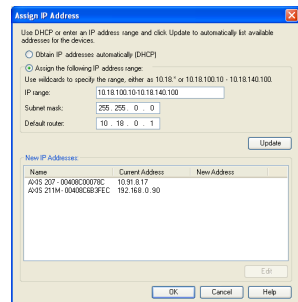 Assign IP Address
Use DHCP or enter an IP address range and click Update to automatically list available
addresses for the devices.
Obtain IP addresses automatically (DHCP)
Assign the following IP address range:
Use wildcards to specify the range, either as 10.18.* or 10.18.100.10 - 10.18.140.100.
IP range: 10.18.100.10-10.18.140.100
Subnet mask: 255 . 255 . 0 . 0
Default router: 10 . 18 . 0 . 1
Update
New IP Addresses
Name Current Address New Address
AXIS 207 - 00408C00078C 10.91.8.17
AXIS 211M - 00408C6B3FEC 192.168.0.90
Edit
OK Cancel Help